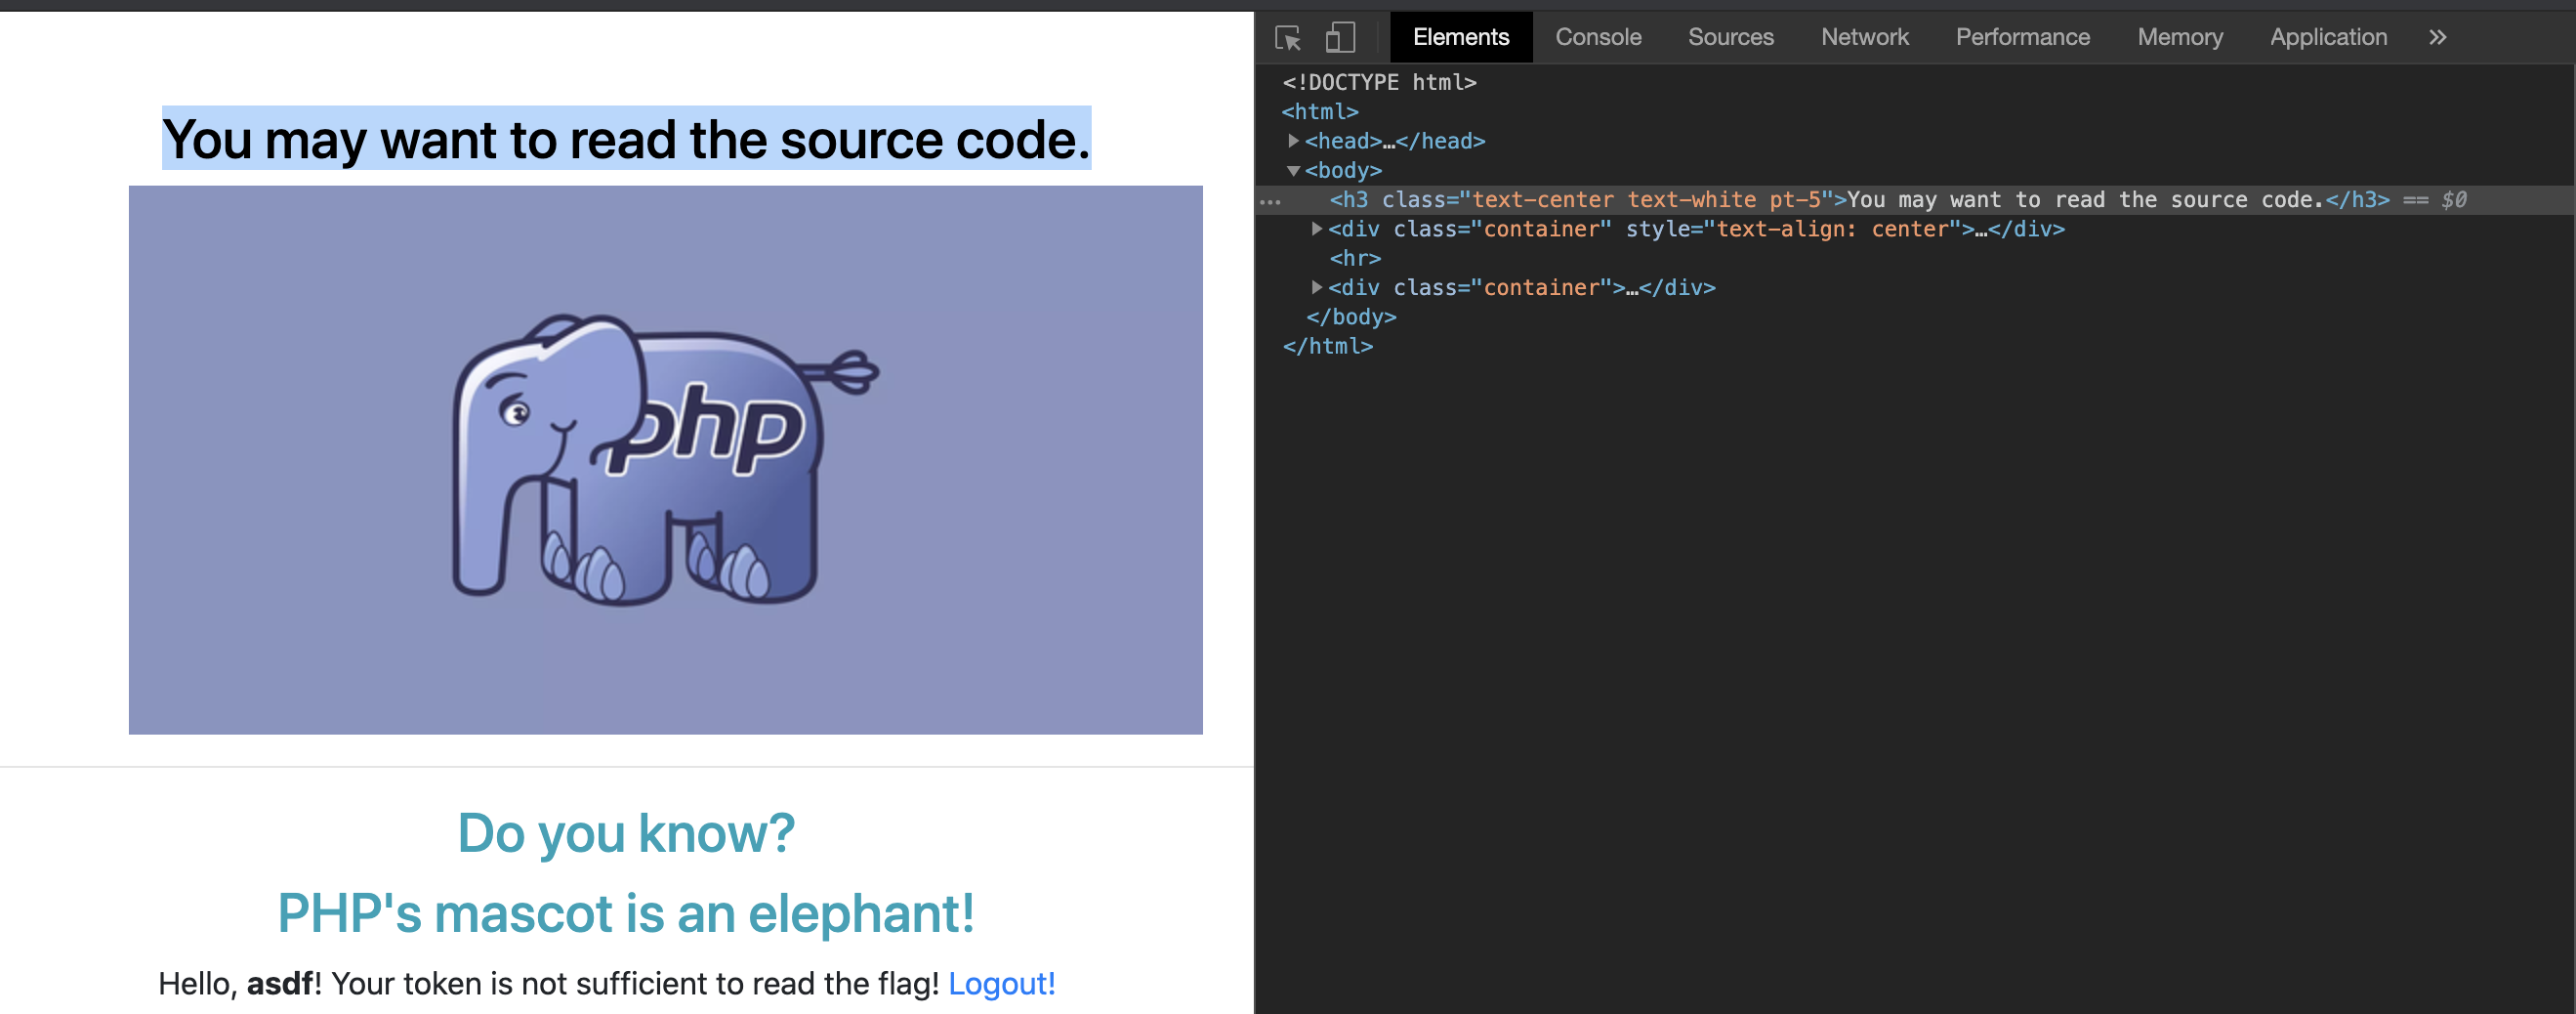 You may want to read the source code.
php
Do you know?
PHP's mascot is an elephant!
Hello, asdf! Your token is not sufficient to read the flag! Logout!
Elements Console Sources Network Performance Memory Application »
<!DOCTYPE html>
<html>
<head>…</head>
<body>
<h3 class="text-center text-white pt-5">You may want to read the source code.</h3> == $0
<div class="container" style="text-align: center">…</div>
<hr>
<div class="container">…</div>
</body>
</html>